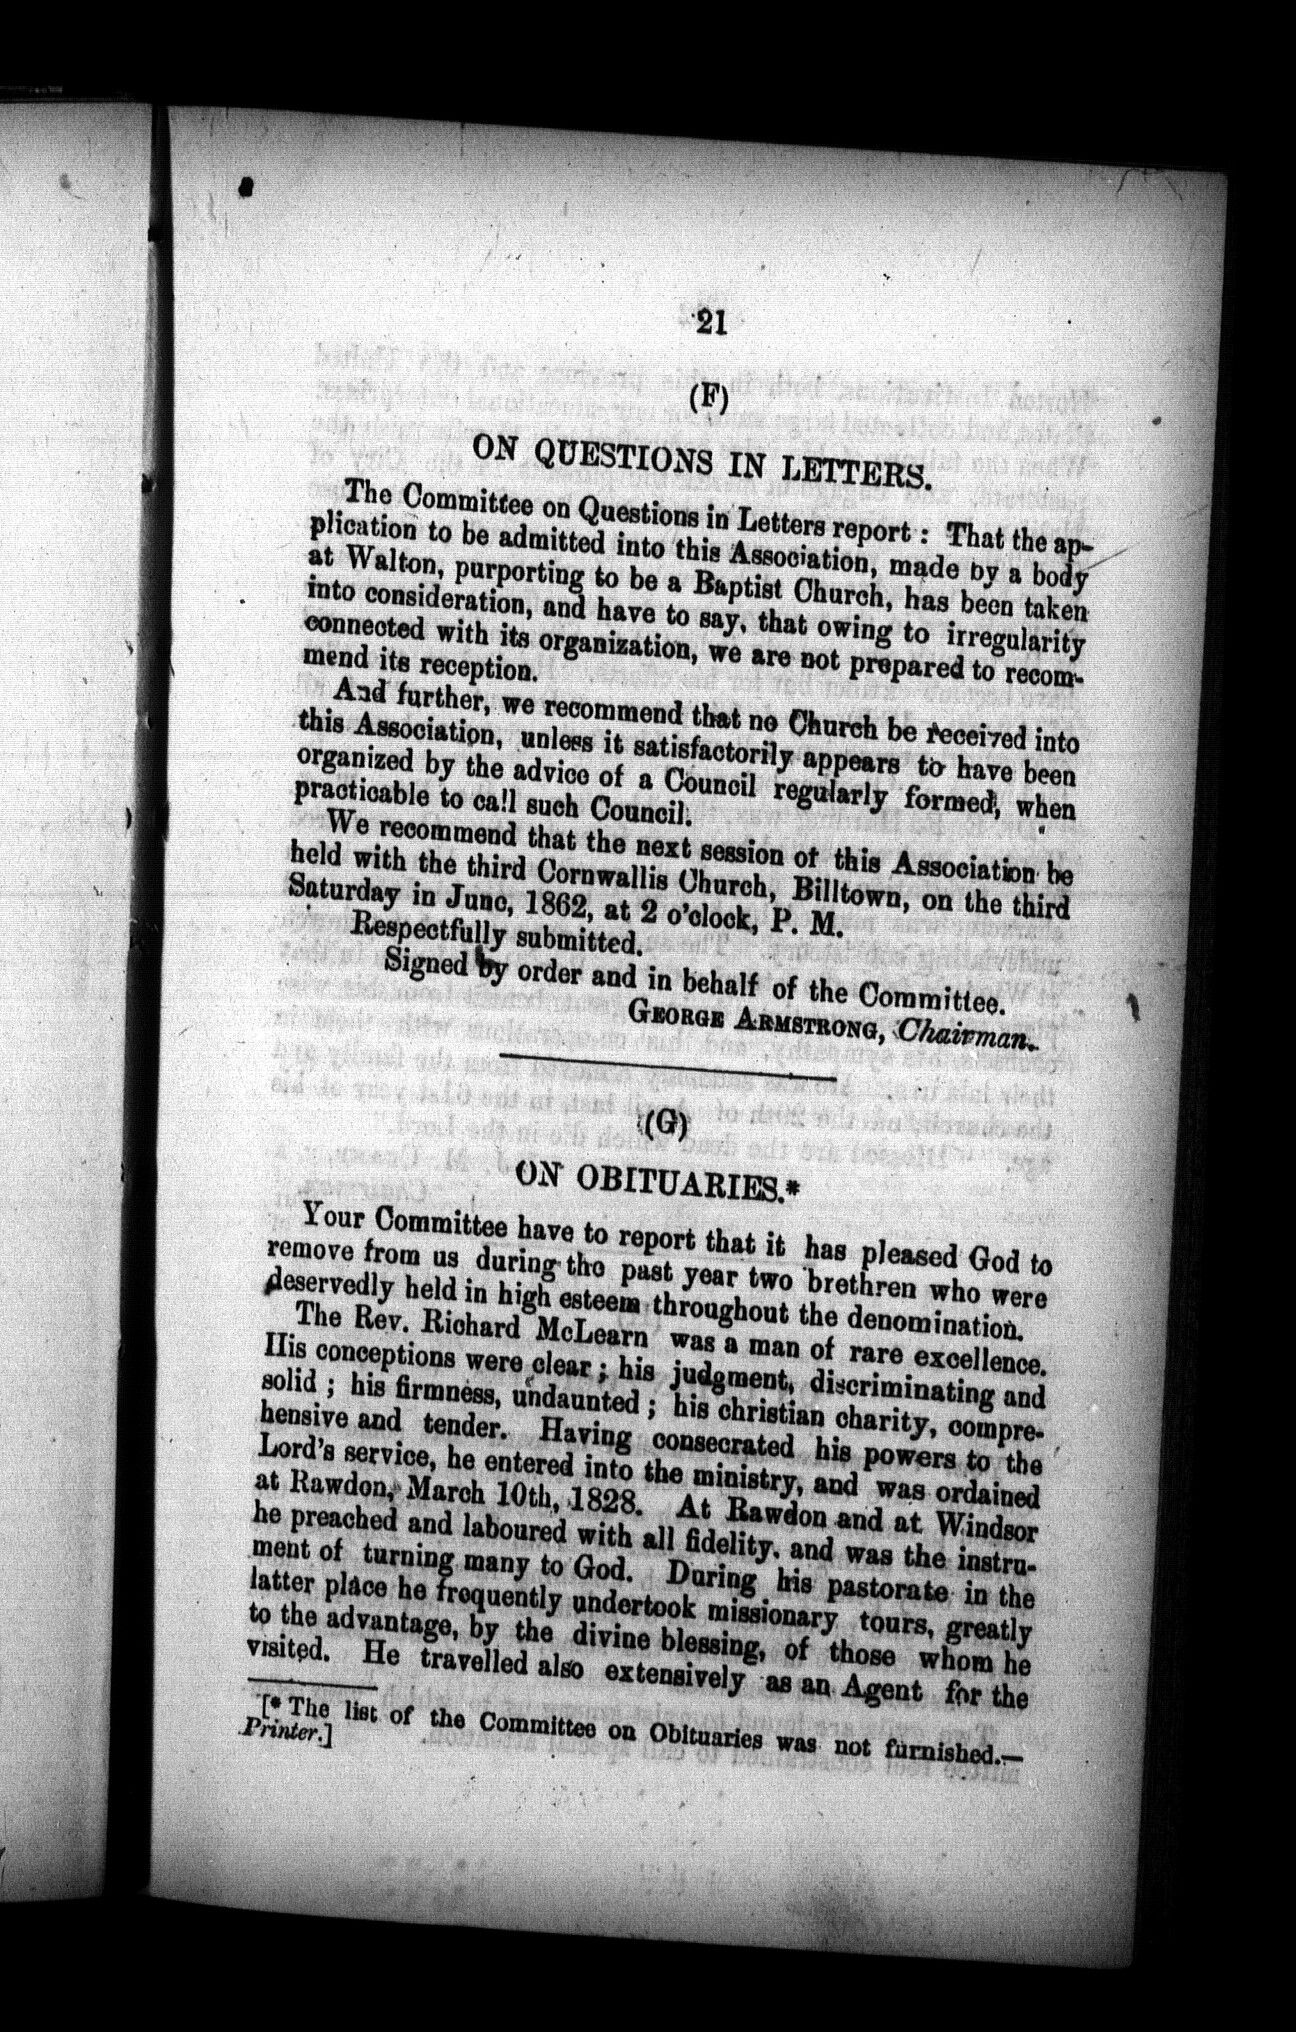 21
(F)
ON QUESTIONS IN LETTERS.
The Committee on Questions in Letters report: That the ap-
plication to be admitted into this Association, made by a body
at Walton, purporting to be a Baptist Church, has been taken
into consideration, and have to say, that owing to irregularity
connected with its organization, we are not prepared to recom-
mend its reception.
And further, we recommend that no Church be received into
this Association, unless it satisfactorily appears to have been
organized by the advice of a Council regularly formed, when
practicable to call such Council.
We recommend that the next session of this Association be
held with the third Cornwallis Church, Billtown, on the third
Saturday in June, 1862, at 2 o'clock, P. M.
Respectfully submitted.
Signed by order and in behalf of the Committee.
GEORGE ARMSTRONG, Chairman.
(G)
ON OBITUARIES.*
Your Committee have to report that it has pleased God to
remove from us during the past year two brethren who were
deservedly held in high esteem throughout the denomination.
The Rev. Richard McLearn was a man of rare excellence.
His conceptions were clear; his judgment, discriminating and
solid; his firmness, undaunted; his christian charity, compre-
hensive and tender. Having consecrated his powers to the
Lord's service, he entered into the ministry, and was ordained
at Rawdon, March 10th, 1828. At Rawdon and at Windsor
he preached and laboured with all fidelity, and was the instru-
ment of turning many to God. During his pastorate in the
latter place he frequently undertook missionary tours, greatly
to the advantage, by the divine blessing, of those whom he
visited. He travelled also extensively as an Agent for the
[* The list of the Committee on Obituaries was not furnished.—
Printer.]